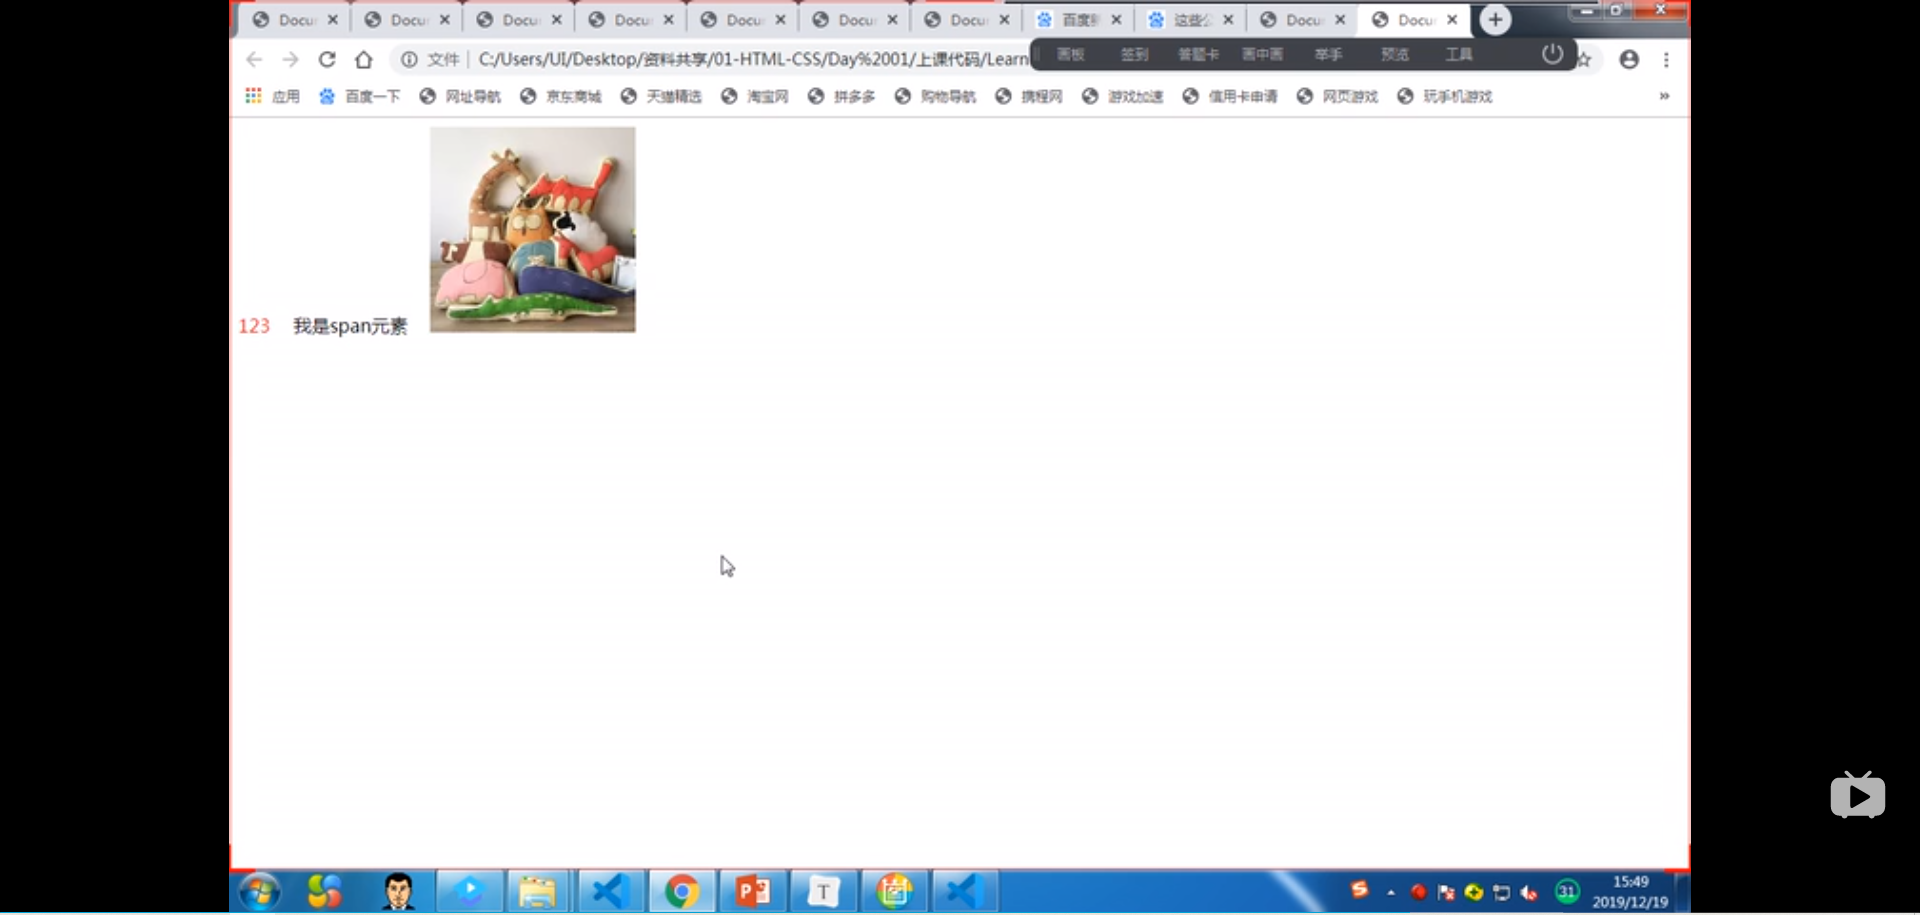 Docu Docu Docu Docu Docu Docu Docu 百度 这些 Docu Docu
文件 C:/Users/UI/Desktop/资料共享/01-HTML-CSS/Day%2001/上课代码/Learn
画板 签到 答题卡 画中画 举手 预览 工具
应用 百度一下 网址导航 京东商城 天猫精选 淘宝网 拼多多 购物导航 携程网 游戏加速 信用卡申请 网页游戏 玩手机游戏 »
123 我是span元素
31
15:49
2019/12/19